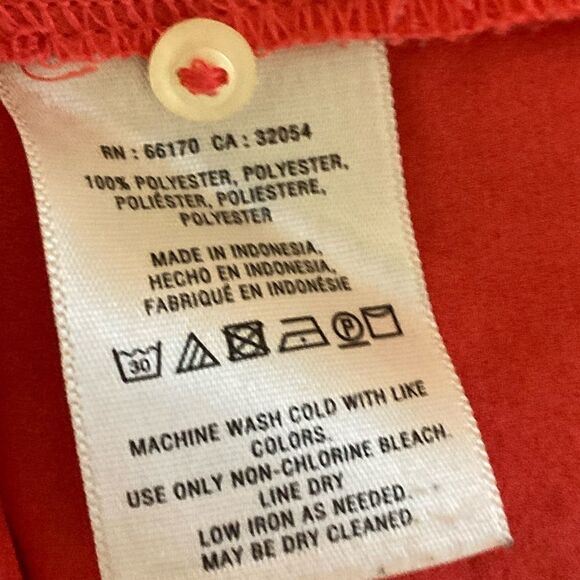 RN : 66170 CA : 32054
100% POLYESTER, POLYESTER,
POLIÉSTER, POLIESTERE,
POLYESTER
MADE IN INDONESIA,
HECHO EN INDONESIA,
FABRIQUÉ EN INDONÉSIE
30 P
MACHINE WASH COLD WITH LIKE
COLORS.
USE ONLY NON-CHLORINE BLEACH.
LINE DRY
LOW IRON AS NEEDED.
MAY BE DRY CLEANED